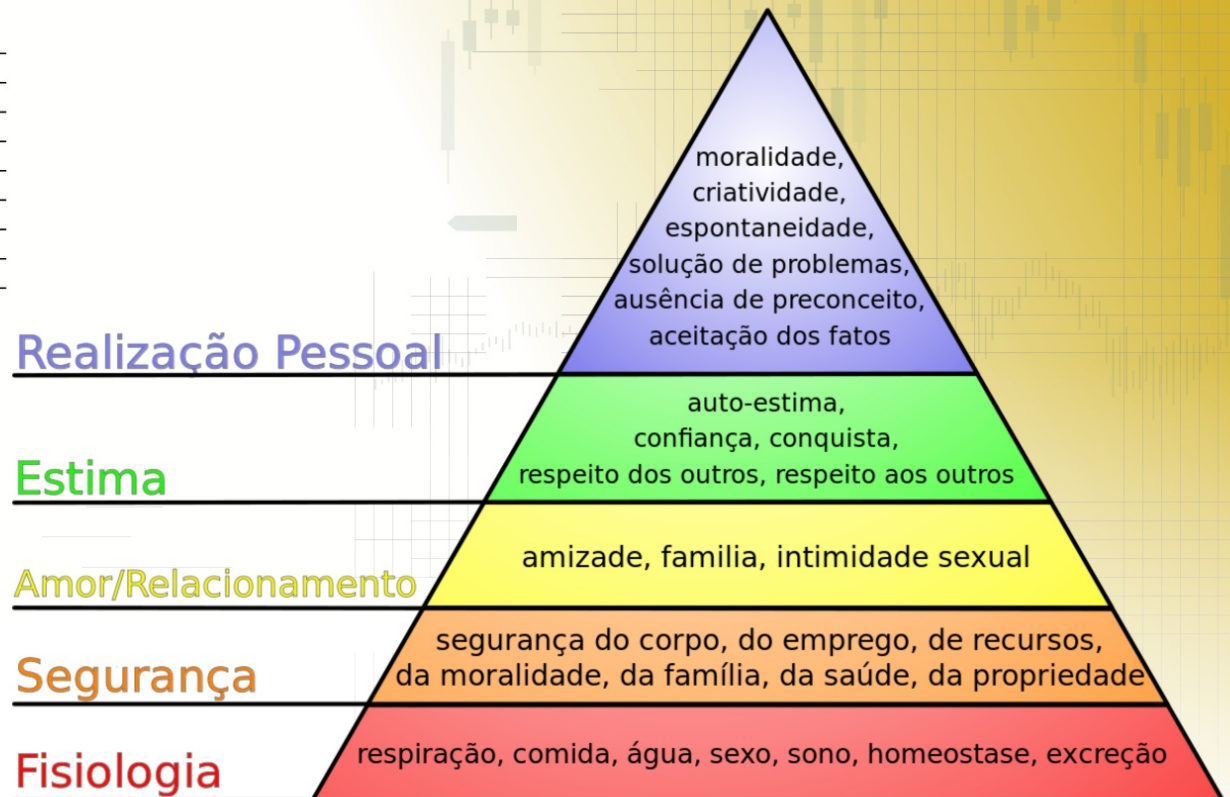 moralidade,
criatividade,
espontaneidade,
solução de problemas,
ausência de preconceito,
aceitação dos fatos
Realização Pessoal
auto-estima,
confiança, conquista,
respeito dos outros, respeito aos outros
Estima
amizade, familia, intimidade sexual
Amor/Relacionamento
segurança do corpo, do emprego, de recursos,
da moralidade, da família, da saúde, da propriedade
Segurança
respiração, comida, água, sexo, sono, homeostase, excreção
Fisiologia